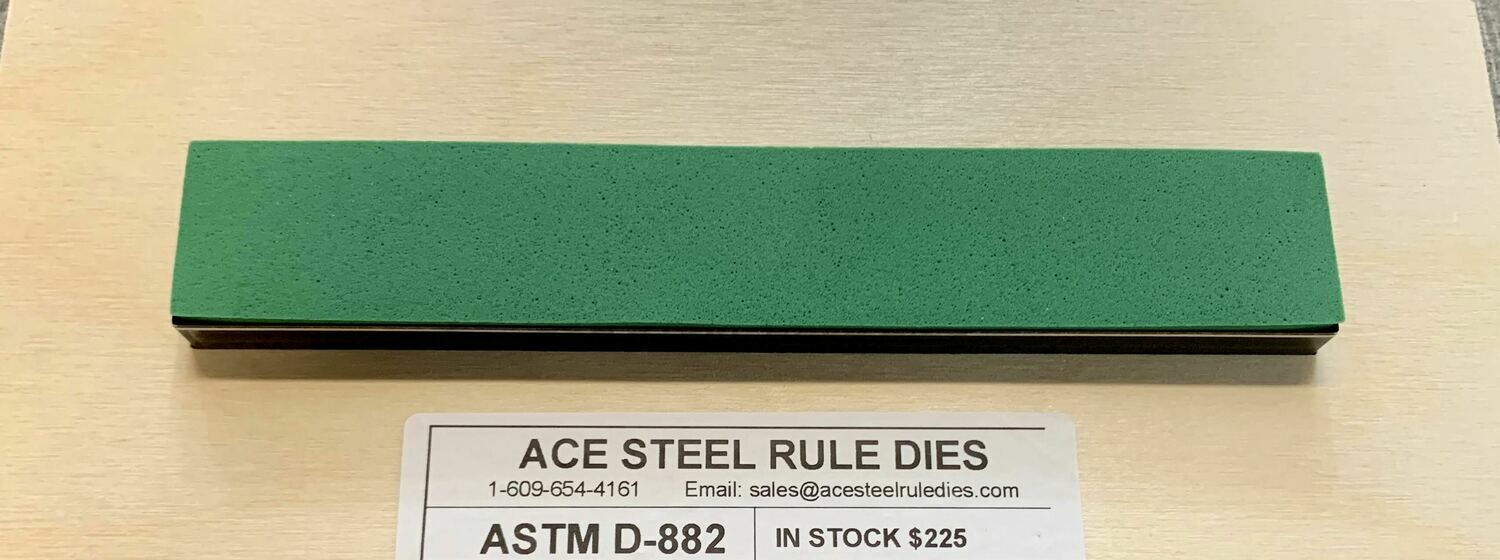 ACE STEEL RULE DIES
1-609-654-4161 Email: sales@acesteelruledies.com
ASTM D-882 IN STOCK $225